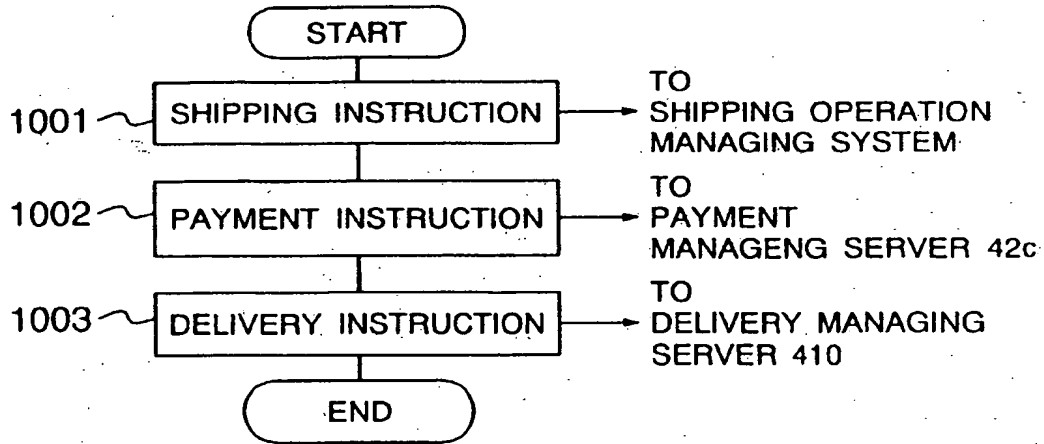 START
1001
SHIPPING INSTRUCTION
TO
SHIPPING OPERATION
MANAGING SYSTEM
1002
PAYMENT INSTRUCTION
TO
PAYMENT
MANAGENG SERVER 42c
1003
DELIVERY INSTRUCTION
TO
DELIVERY MANAGING
SERVER 410
END